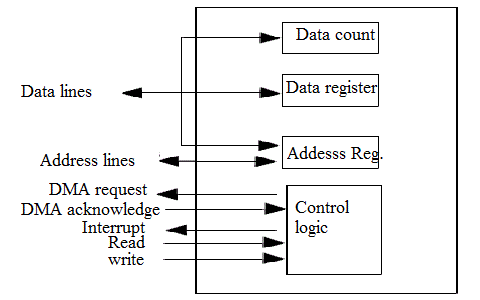 Data count
Data lines
Data register
Address lines
Addesss Reg.
DMA request
DMA acknowledge
Interrupt
Read
write
Control
logic